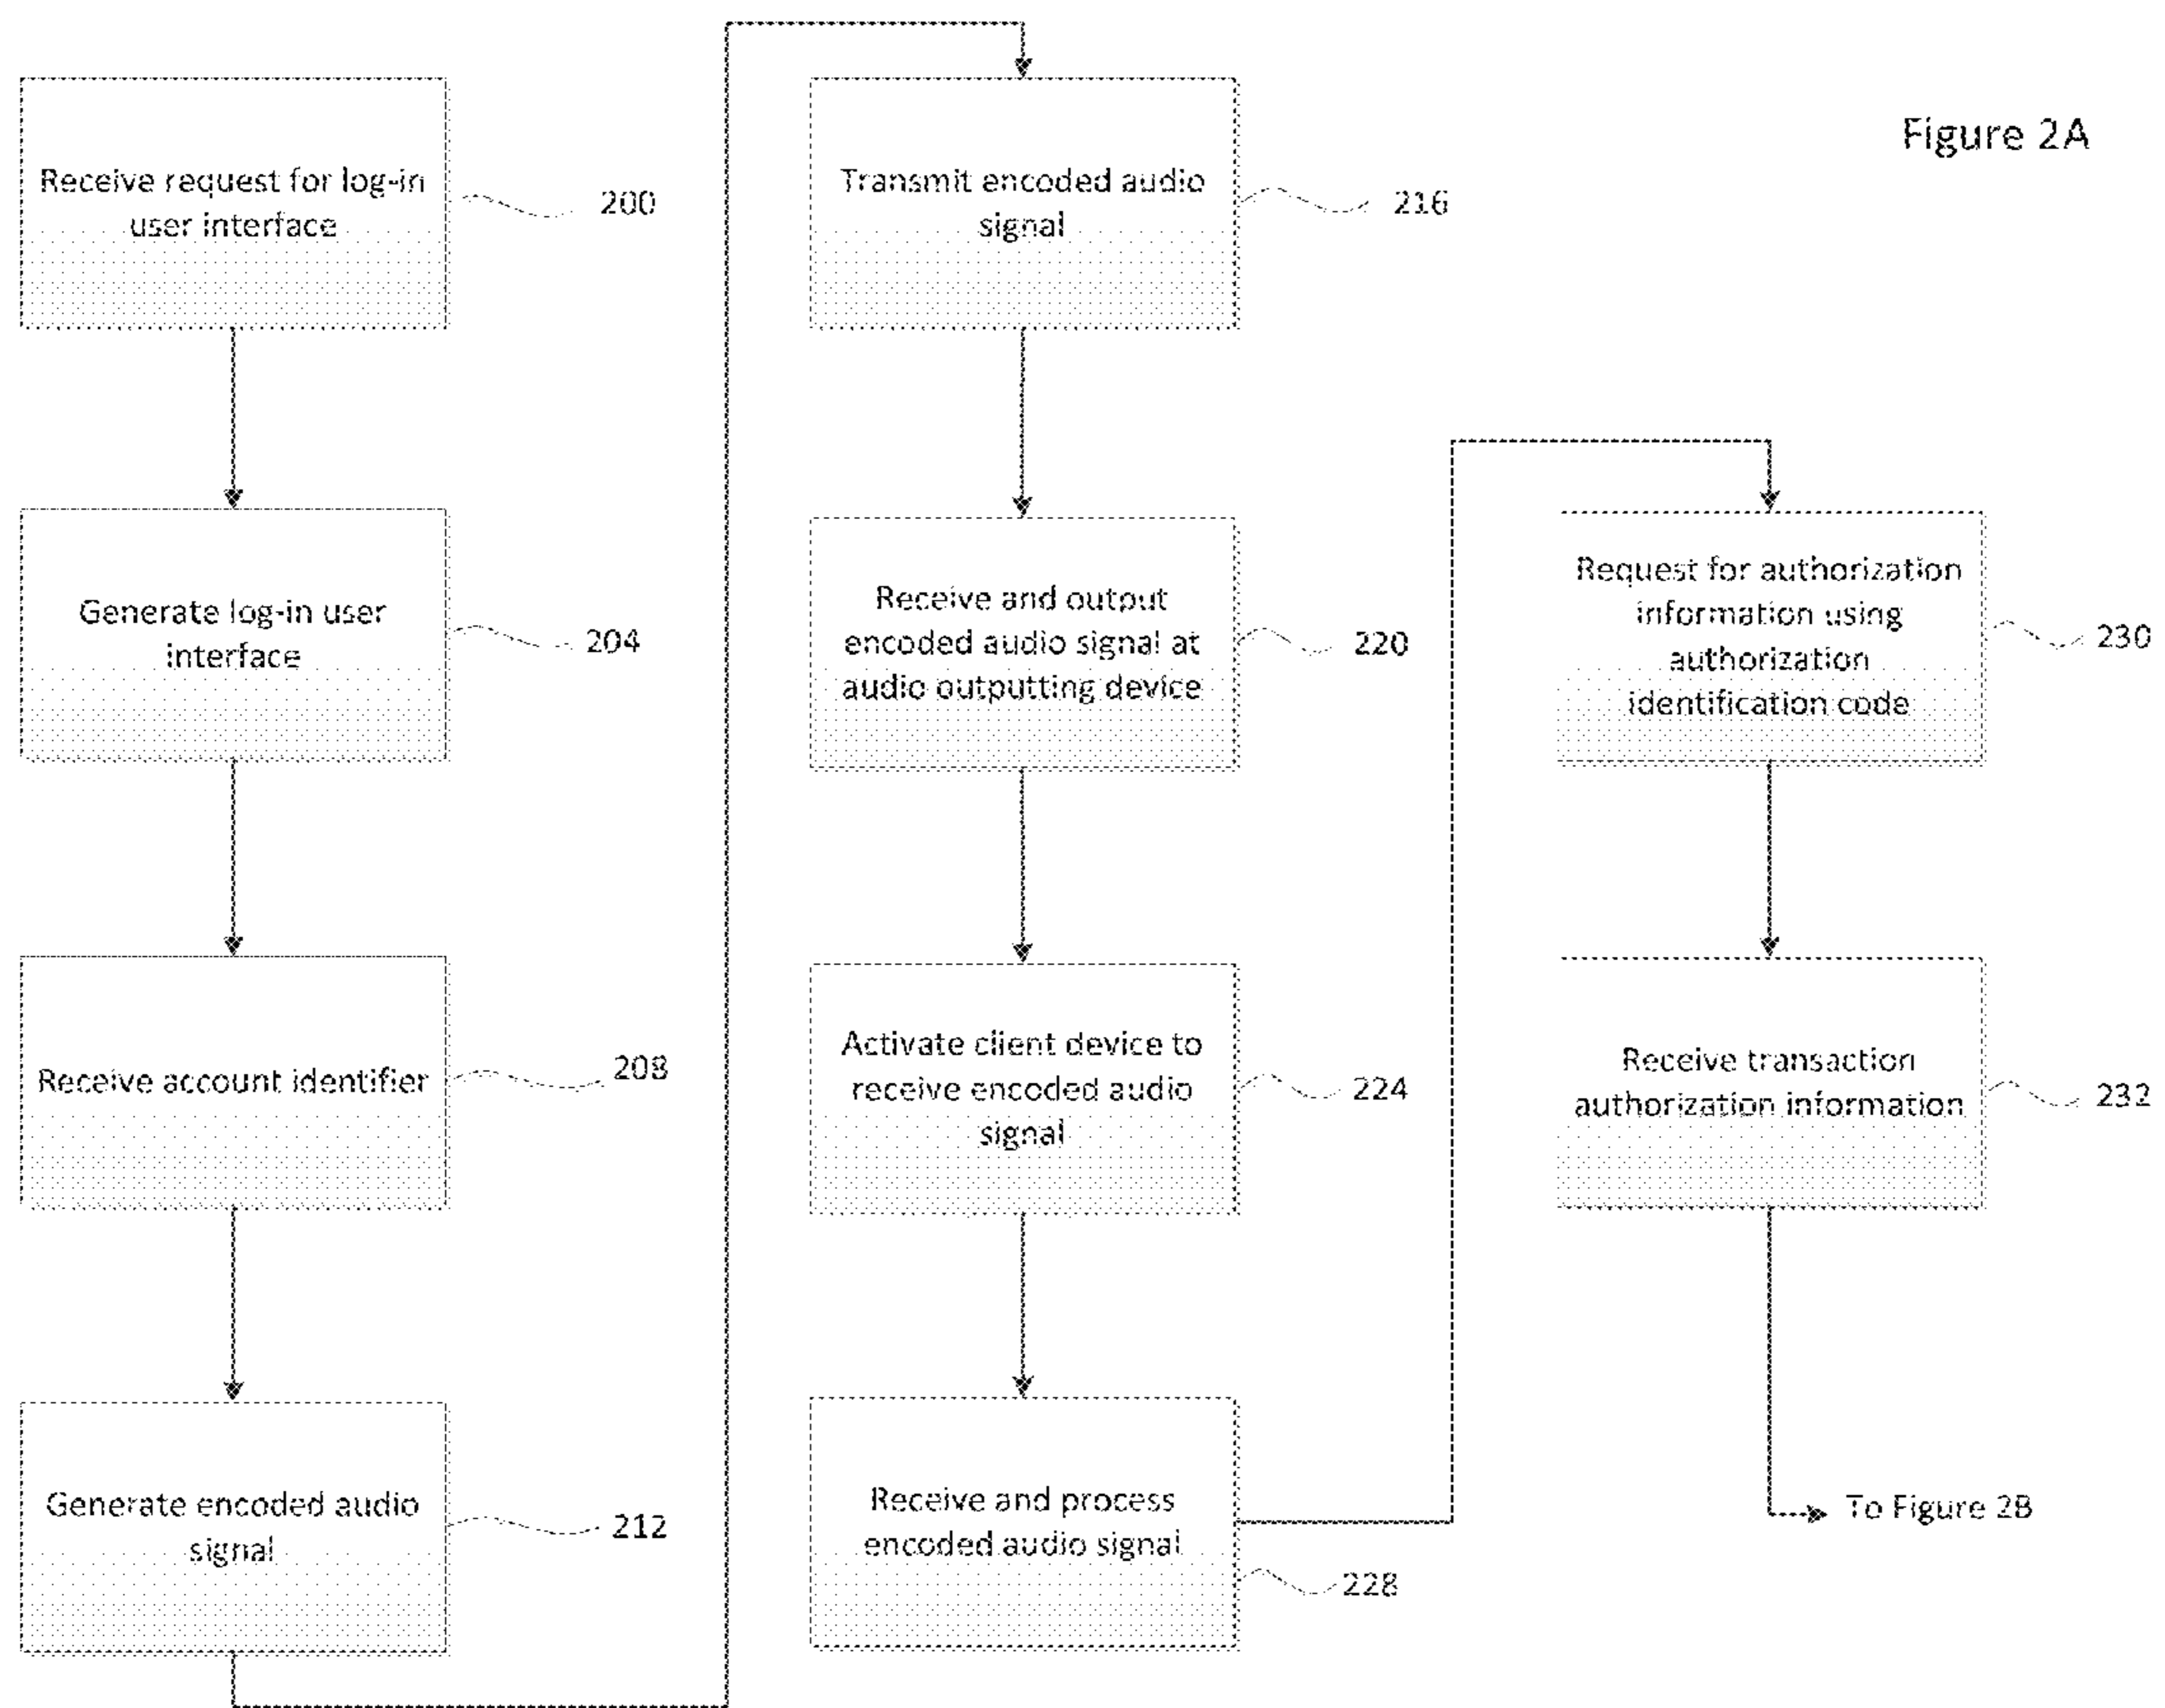 Figure 2A
Receive request for log-in
user interface
200
Generate log-in user
interface
204
Receive account identifier
208
Generate encoded audio
signal
212
Transmit encoded audio
signal
216
Receive and output
encoded audio signal at
audio outputting device
220
Activate client device to
receive encoded audio
signal
224
Receive and process
encoded audio signal
228
Request for authorization
information using
authorization
identification code
230
Receive transaction
authorization information
232
To Figure 2B